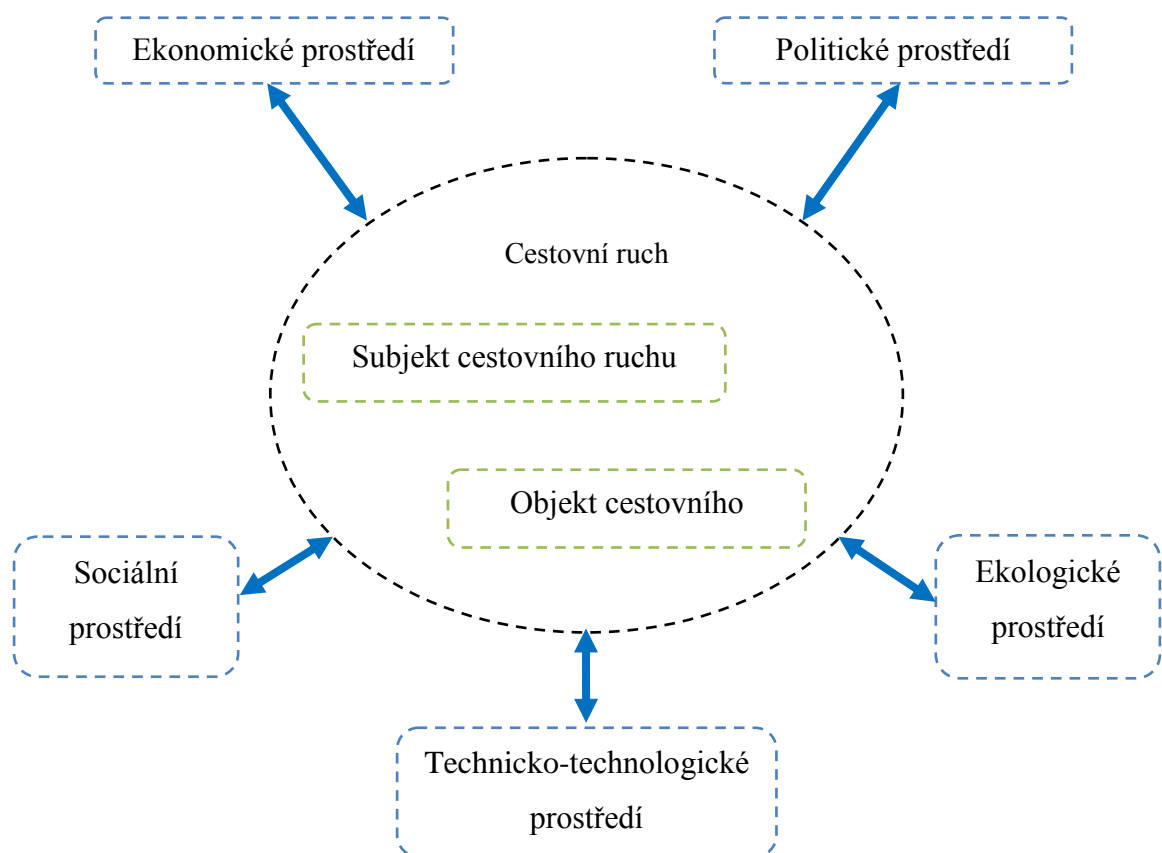 Ekonomické prostředí
Politické prostředí
Cestovní ruch
Subjekt cestovního ruchu
Objekt cestovního
Sociální
prostředí
Ekologické
prostředí
Technicko-technologické
prostředí